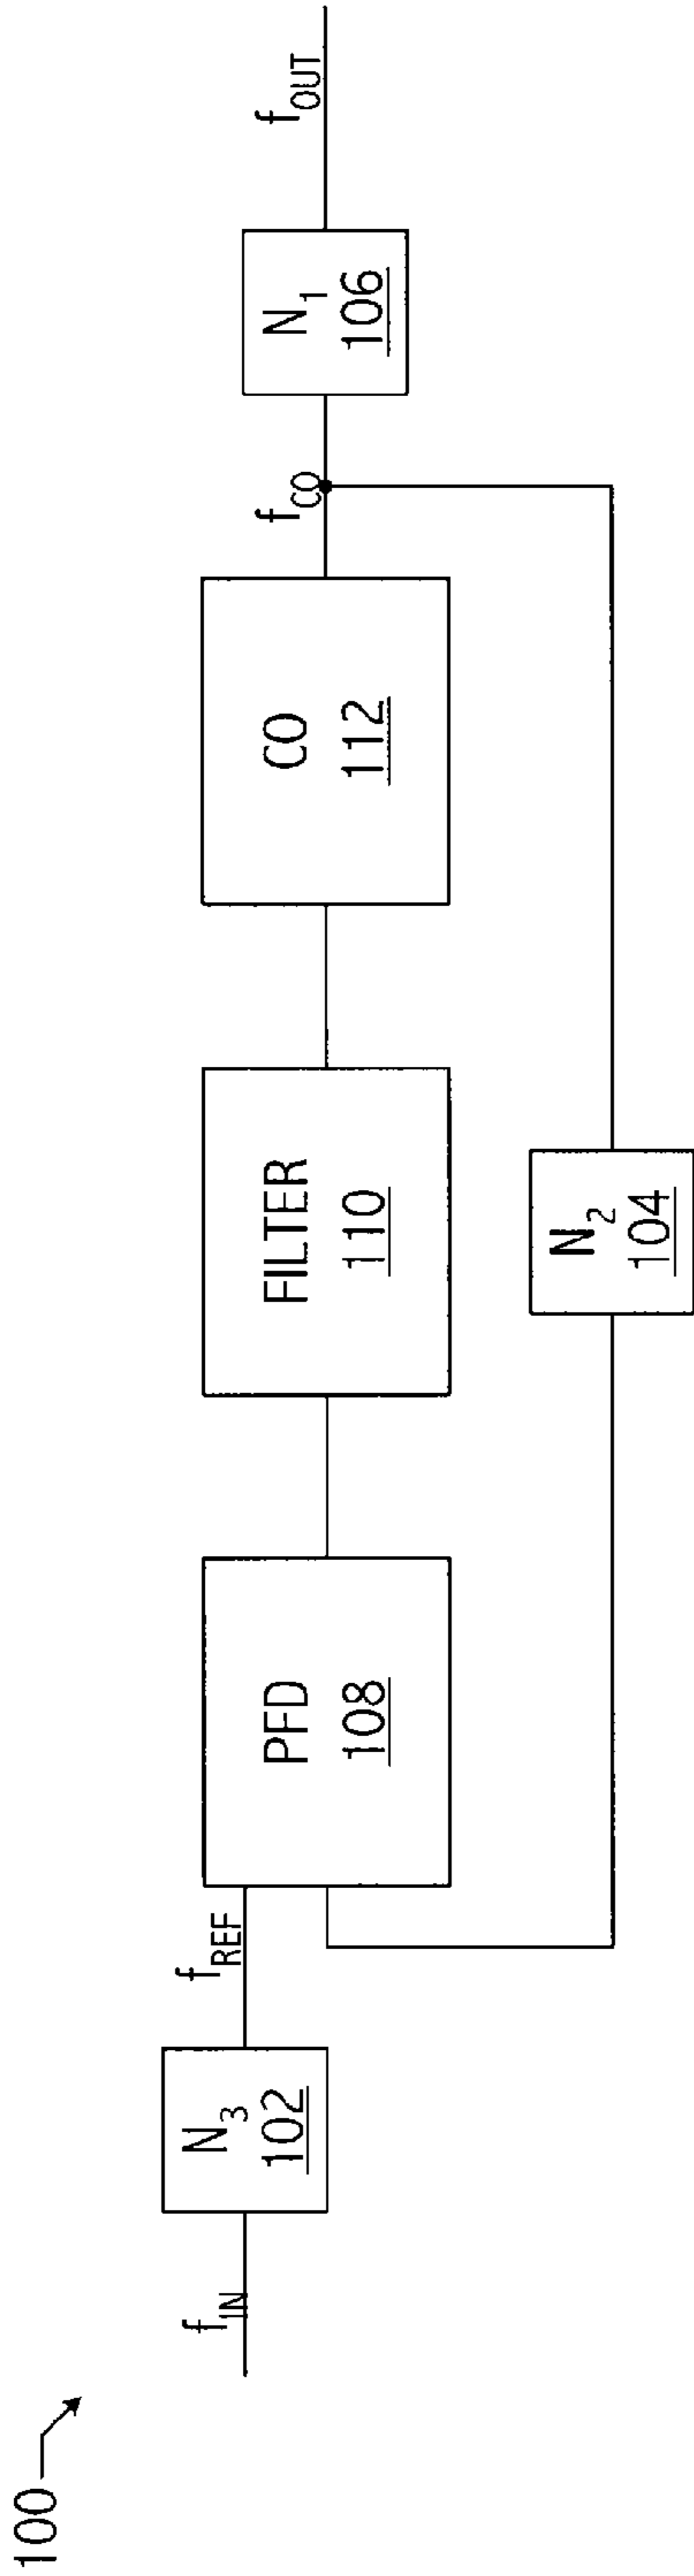 100
f_IN
N_3
102
f_REF
PFD
108
FILTER
110
CO
112
f_CO
N_1
106
f_OUT
N_2
104